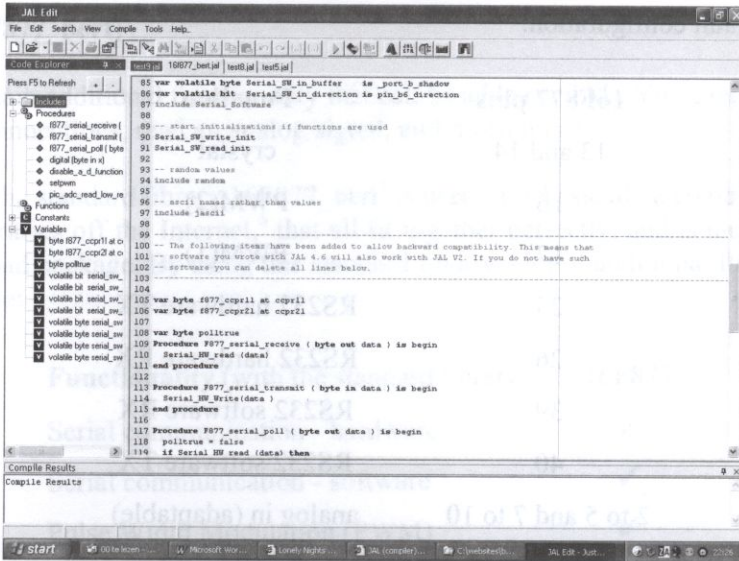 JAL Edit
File Edit Search View Compile Tools Help
Code Explorer
test9.jal 16f877_bert.jal test8.jal test5.jal
Press F5 to Refresh
Includes
Procedures
f877_serial_receive (
f877_serial_transmit (
f877_serial_poll ( byte
digital (byte in x)
disable_a_d_function
setpwm
pic_adc_read_low_re
Functions
Constants
Variables
byte f877_ccpr1l at cc
byte f877_ccpr2l at cc
byte polltrue
volatile bit serial_sw_
volatile bit serial_sw_
volatile byte serial_sw
volatile bit serial_sw_
volatile bit serial_sw_
volatile byte serial_sw
volatile byte serial_sw
volatile byte serial_sw
85 var volatile byte Serial_SW_in_buffer is _port_b_shadow
86 var volatile bit Serial_SW_in_direction is pin_b6_direction
87 include Serial_Software
88
89 -- start initializations if functions are used
90 Serial_SW_write_init
91 Serial_SW_read_init
92
93 -- random values
94 include random
95
96 -- ascii names rather than values
97 include jascii
98
99
100 -- The following items have been added to allow backward compatibility. This means that
101 -- software you wrote with JAL 4.6 will also work with JAL V2. If you do not have such
102 -- software you can delete all lines below.
103
104
105 var byte f877_ccpr1l at ccpr1l
106 var byte f877_ccpr2l at ccpr2l
107
108 var byte polltrue
109 Procedure F877_serial_receive ( byte out data ) is begin
110 Serial_HW_read (data)
111 end procedure
112
113 Procedure F877_serial_transmit ( byte in data ) is begin
114 Serial_HW_Write(data )
115 end procedure
116
117 Procedure F877_serial_poll ( byte out data ) is begin
118 polltrue = false
119 if Serial_HW_read (data) then
Compile Results
Compile Results
start
00 te lezen
Microsoft Wor...
Lonely Nights
JAL (compiler)...
C:\websites\b...
JAL Edit - Just...
22:26